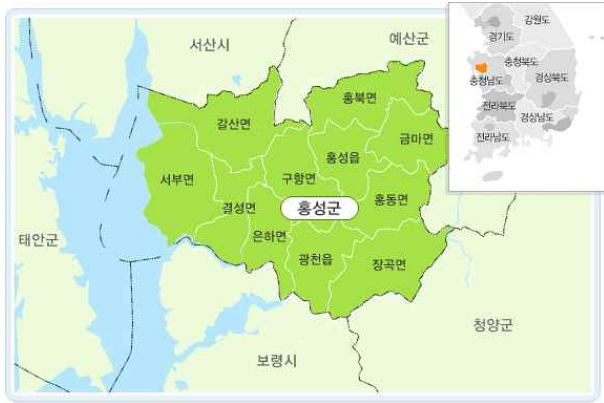 서산시
예산군
홍북면
갈산면
금마면
홍성읍
서부면
구항면
결성면
홍성군
홍동면
은하면
태안군
광천읍
장곡면
청양군
보령시
강원도
경기도
충청북도
충청남도
경상북도
전라북도
경상남도
전라남도